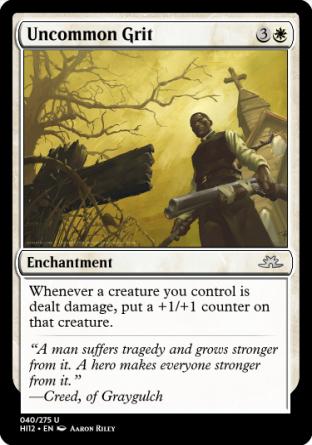 Uncommon Grit 3
Enchantment
Whenever a creature you control is
dealt damage, put a +1/+1 counter on
that creature.
“A man suffers tragedy and grows stronger
from it. A hero makes everyone stronger
from it.”
—Creed, of Graygulch
040/275 U
HI12 • EN Aaron Riley